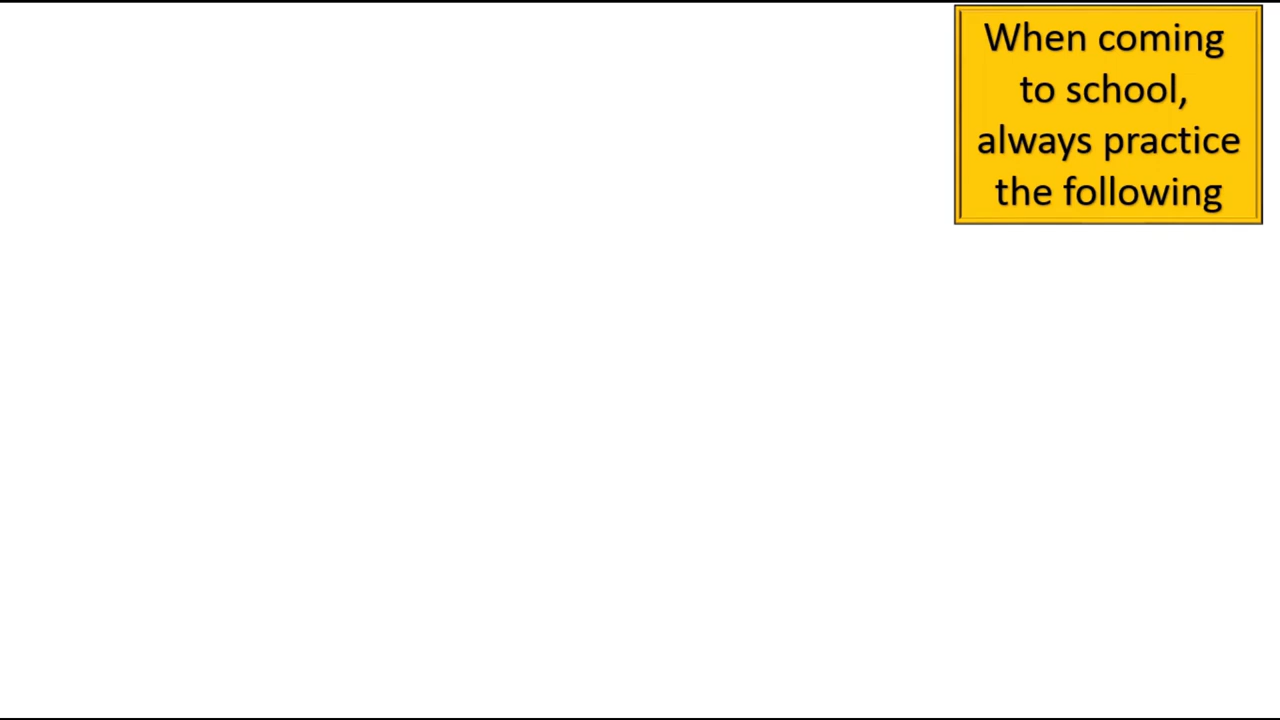 When coming
to school,
always practice
the following